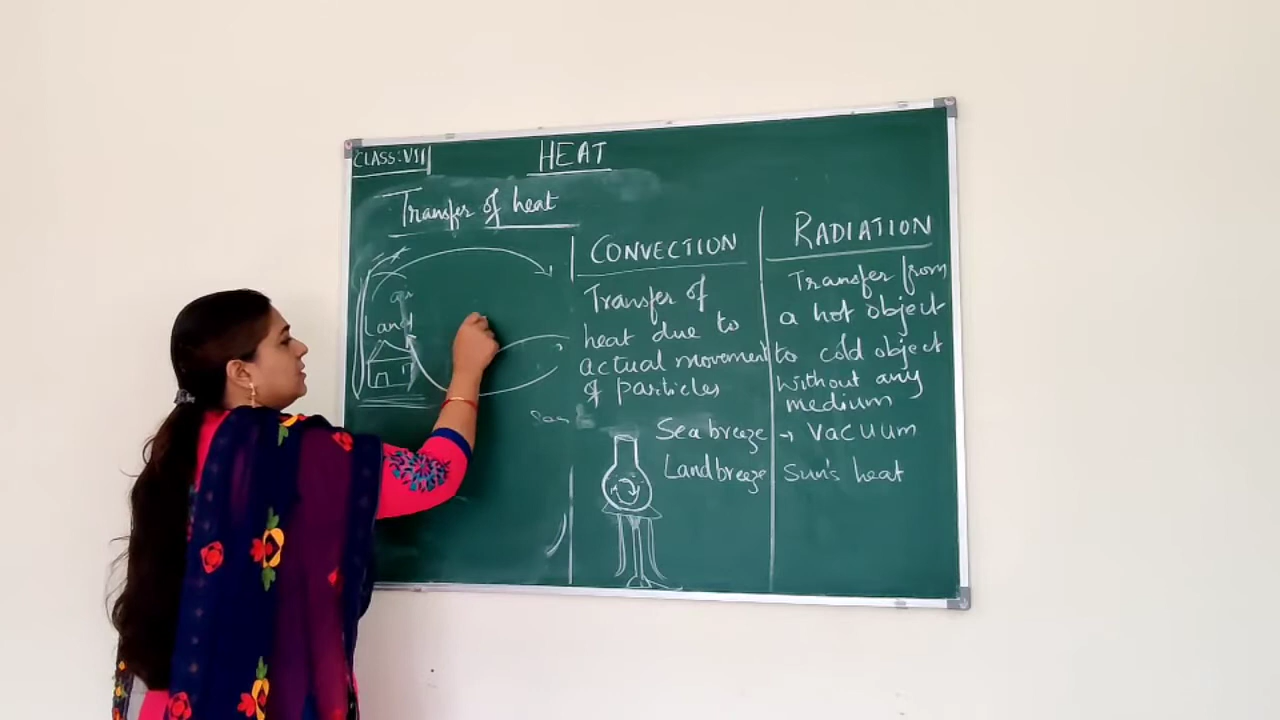 CLASS: VII
HEAT
Transfer of heat
air
Land
CONVECTION
Transfer of
heat due to
actual movement
of particles
Sea breeze
Land breeze
RADIATION
Transfer from
a hot object
to cold object
without any
medium
→ Vacuum
Sun's heat